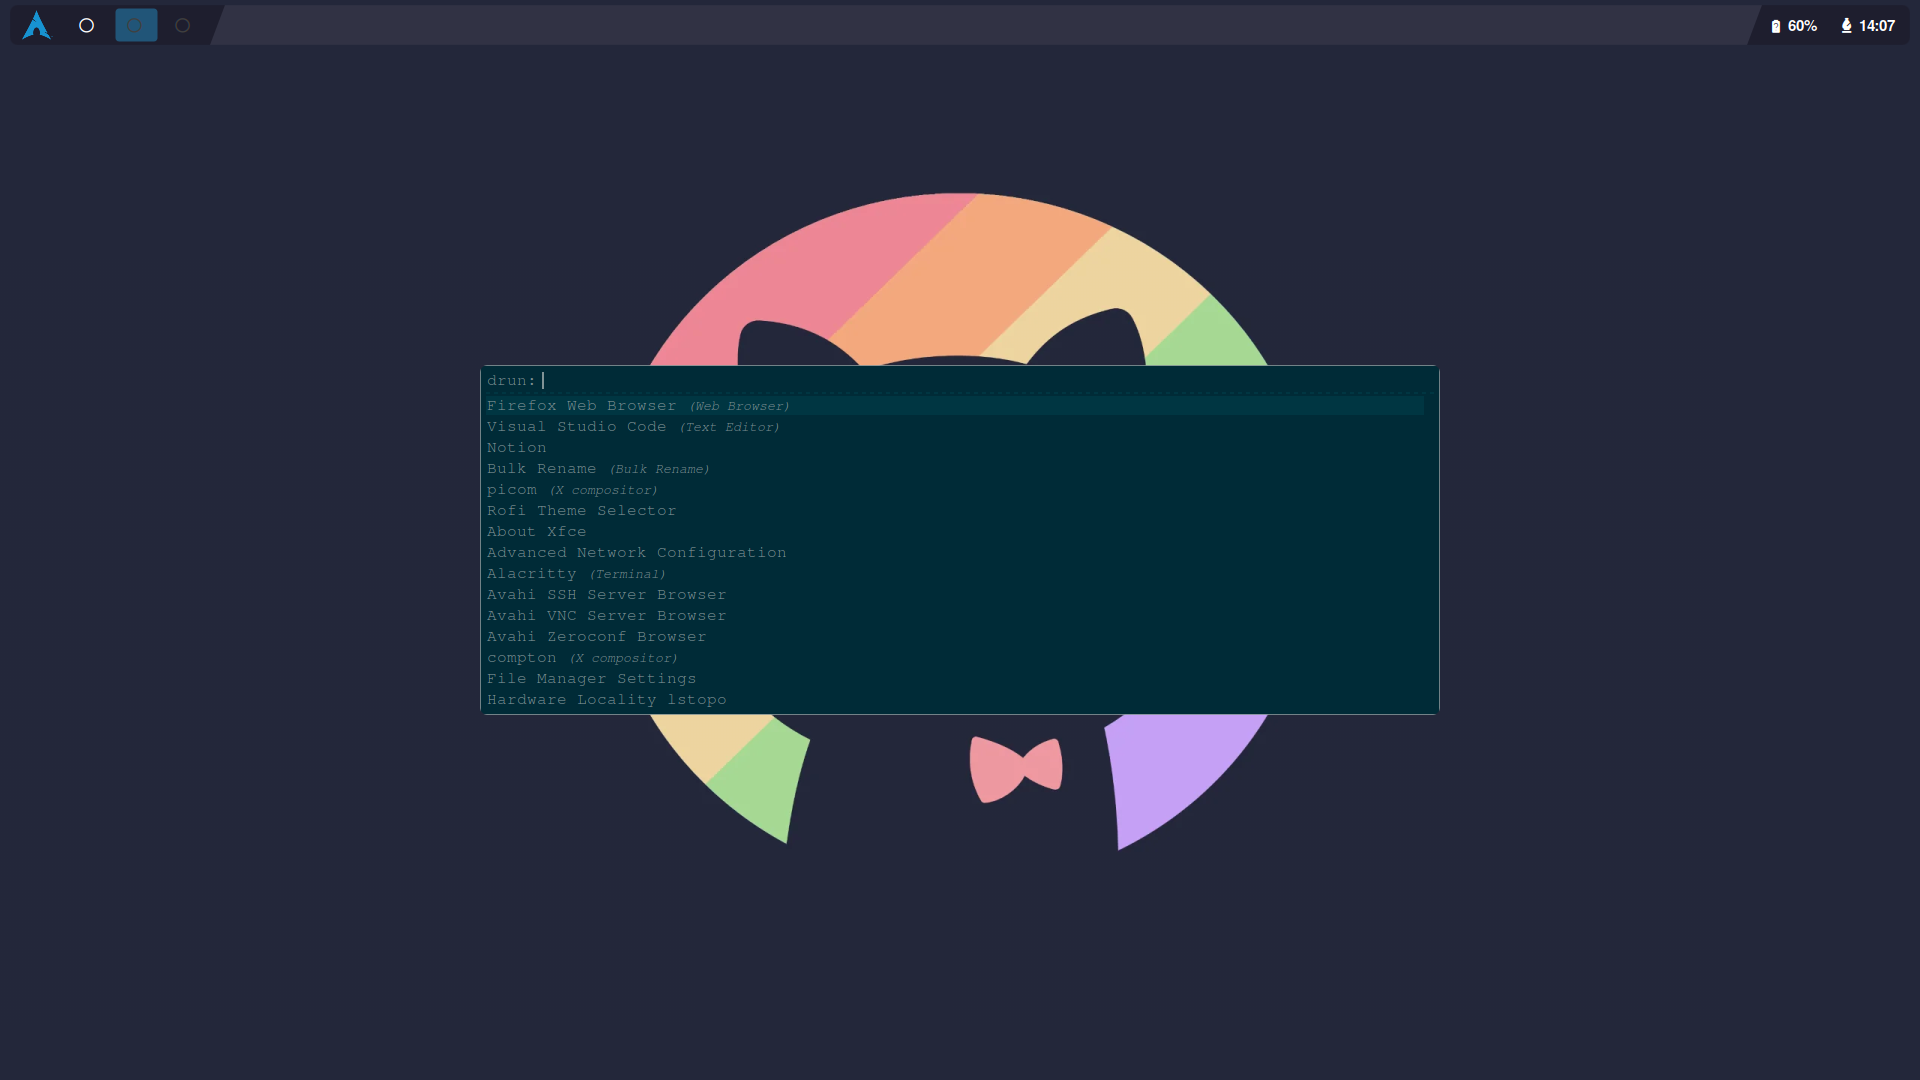 60% 14:07
drun:
Firefox Web Browser (Web Browser)
Visual Studio Code (Text Editor)
Notion
Bulk Rename (Bulk Rename)
picom (X compositor)
Rofi Theme Selector
About Xfce
Advanced Network Configuration
Alacritty (Terminal)
Avahi SSH Server Browser
Avahi VNC Server Browser
Avahi Zeroconf Browser
compton (X compositor)
File Manager Settings
Hardware Locality lstopo